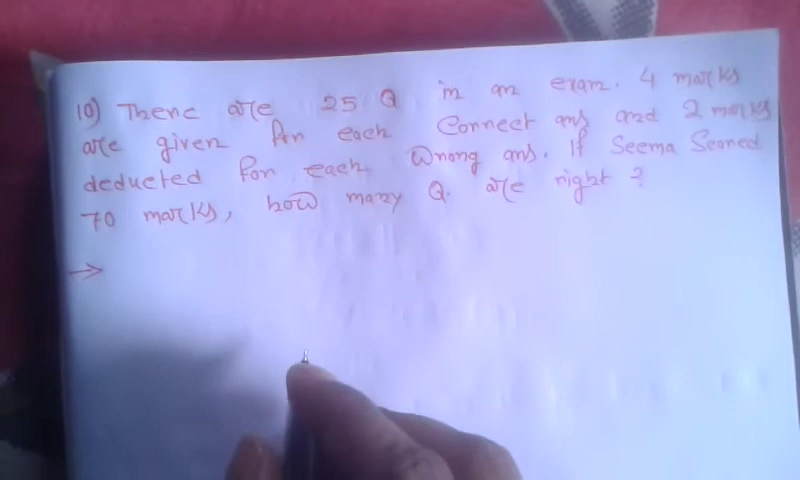 10) There are 25 Q in an exam. 4 marks
are given for each correct ans and 2 marks
deducted for each wrong ans. If Seema Scored
70 marks, how many Q. are right ?
→